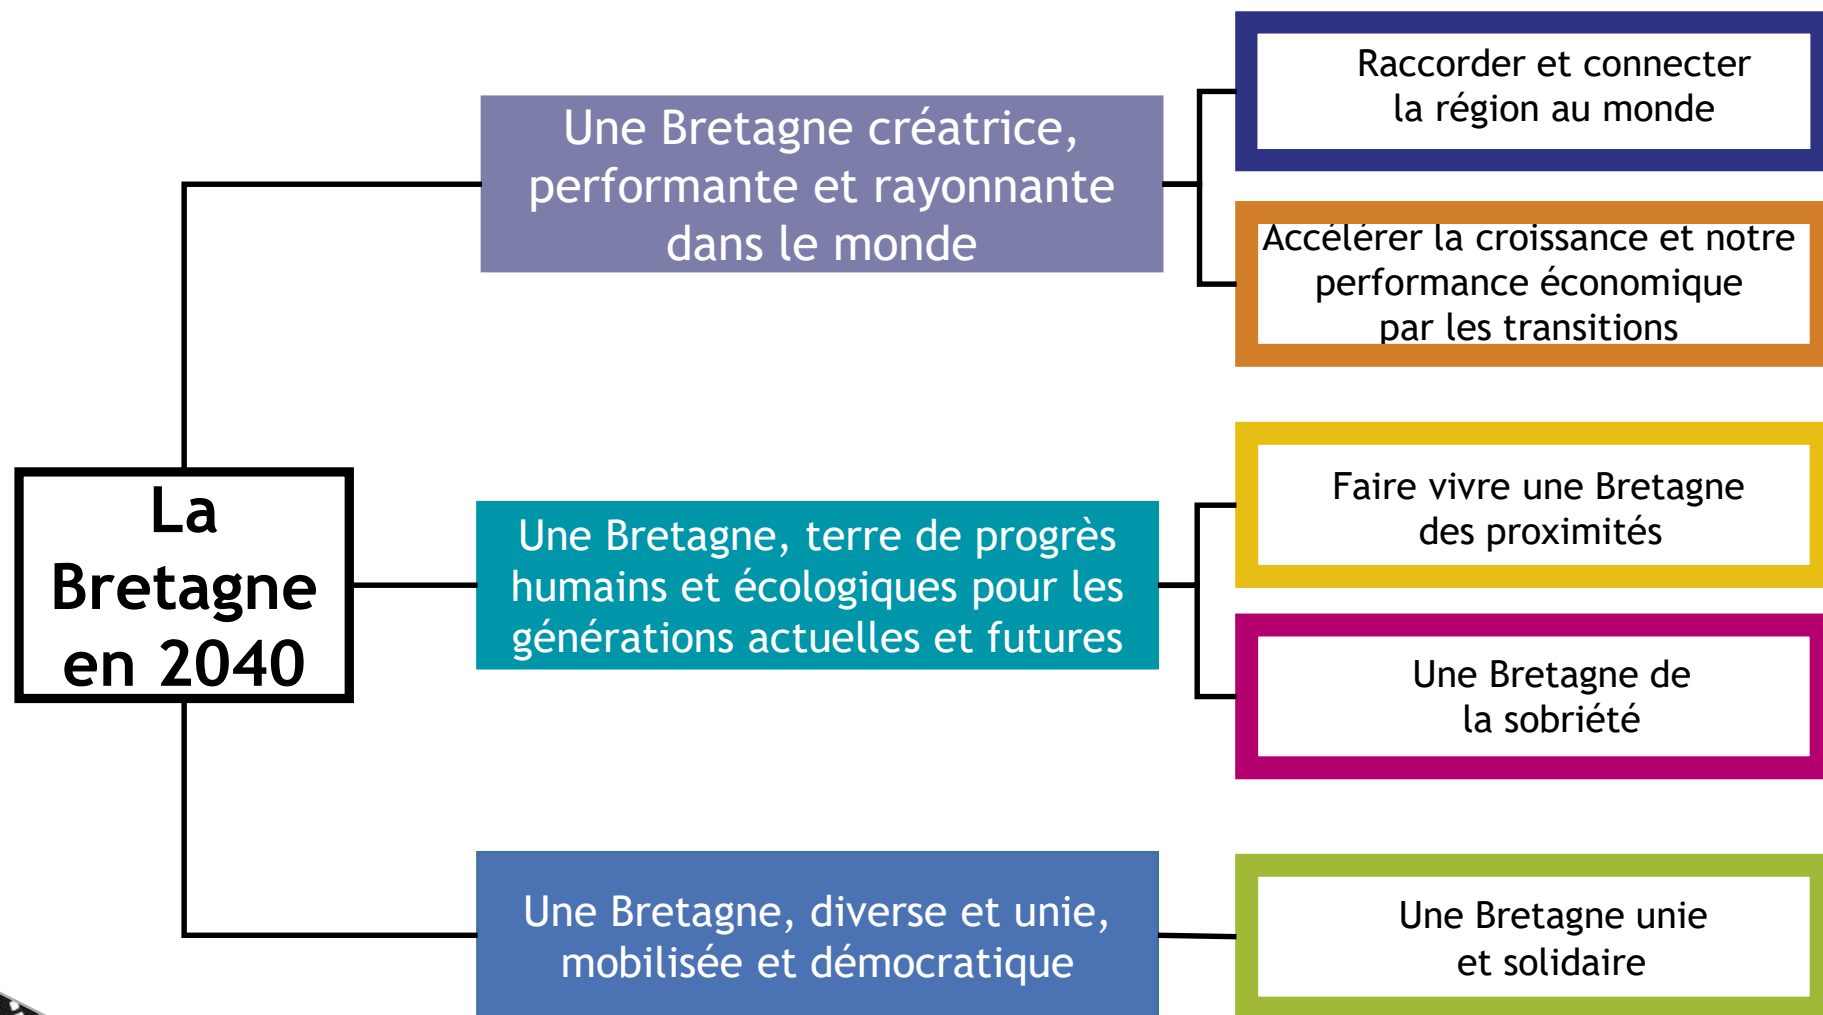 La
Bretagne
en 2040
Une Bretagne créatrice,
performante et rayonnante
dans le monde
Raccorder et connecter
la région au monde
Accélérer la croissance et notre
performance économique
par les transitions
Une Bretagne, terre de progrès
humains et écologiques pour les
générations actuelles et futures
Faire vivre une Bretagne
des proximités
Une Bretagne de
la sobriété
Une Bretagne, diverse et unie,
mobilisée et démocratique
Une Bretagne unie
et solidaire